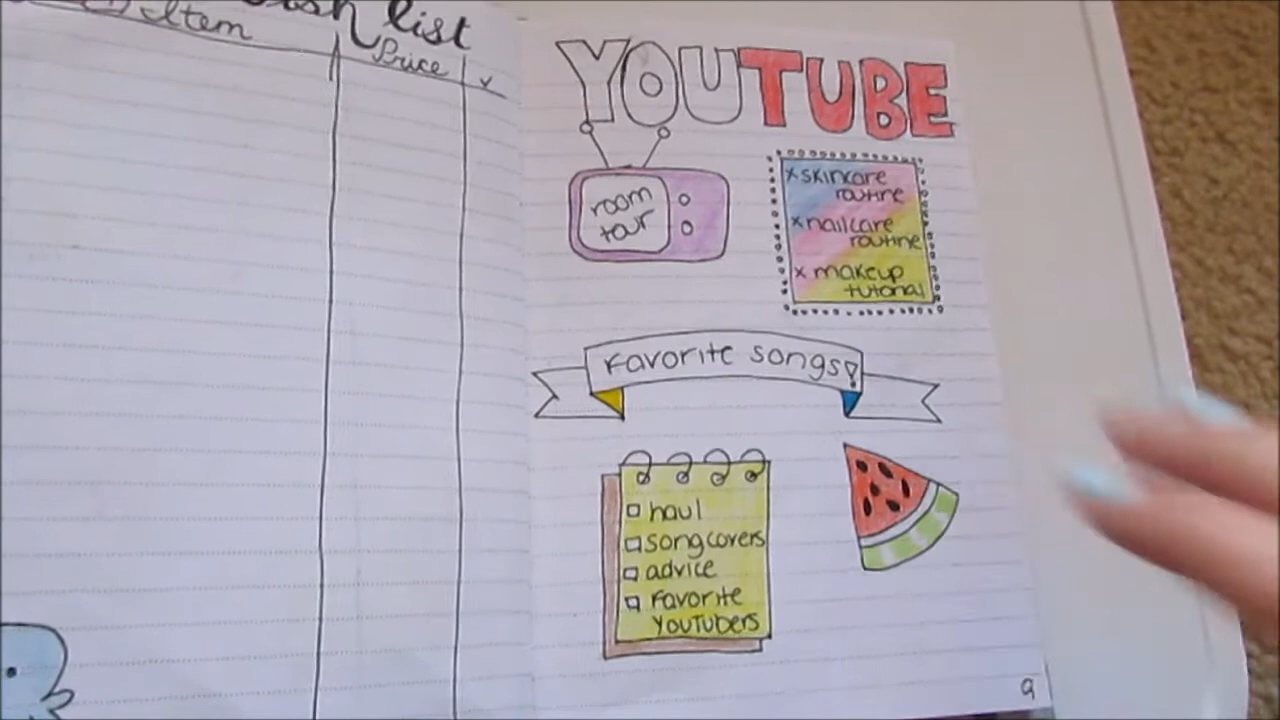 wish list
Item
Price
YOUTUBE
room
tour
x skincare
routine
x nailcare
routine
x makeup
tutorial
Favorite songs!
haul
songcovers
advice
Favorite
YouTubers
9